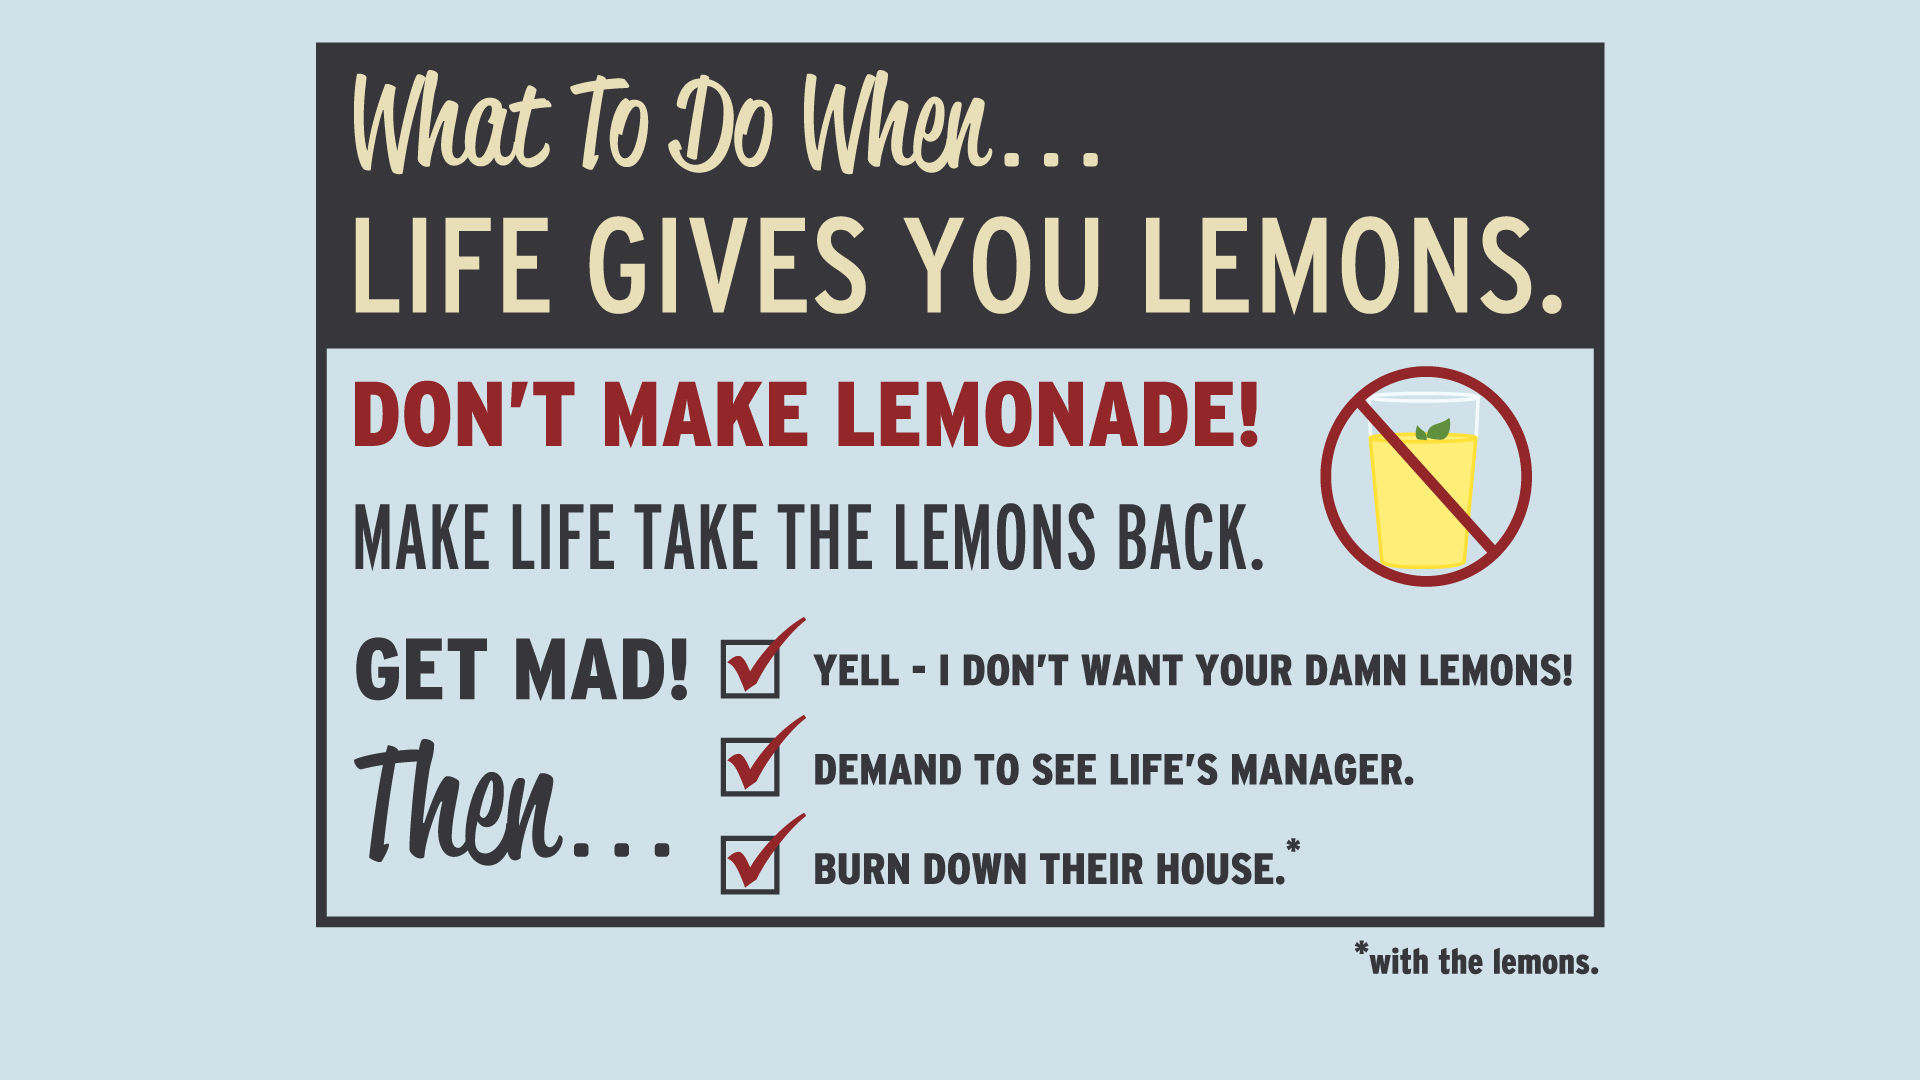 What To Do When...
LIFE GIVES YOU LEMONS.
DON'T MAKE LEMONADE!
MAKE LIFE TAKE THE LEMONS BACK.
GET MAD!
Then...
YELL - I DON'T WANT YOUR DAMN LEMONS!
DEMAND TO SEE LIFE'S MANAGER.
BURN DOWN THEIR HOUSE.*
*with the lemons.